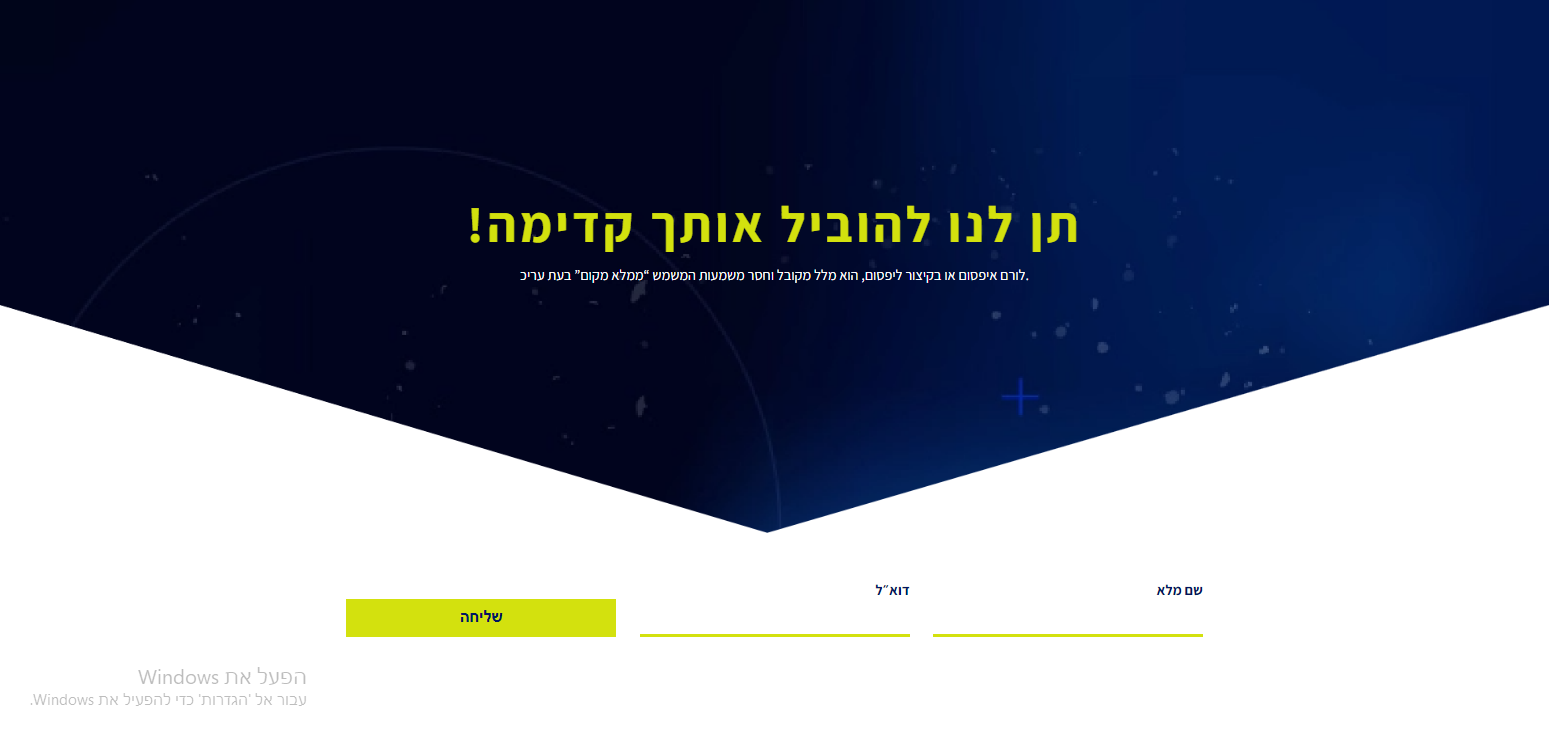 תן לנו להוביל אותך קדימה!
לורם איפסום או בקיצור ליפסום, הוא מלל מקובל וחסר משמעות המשמש “ממלא מקום” בעת עריכ.
שם מלא
דוא״ל
שליחה
הפעל את Windows
עבור אל 'הגדרות' כדי להפעיל את Windows.